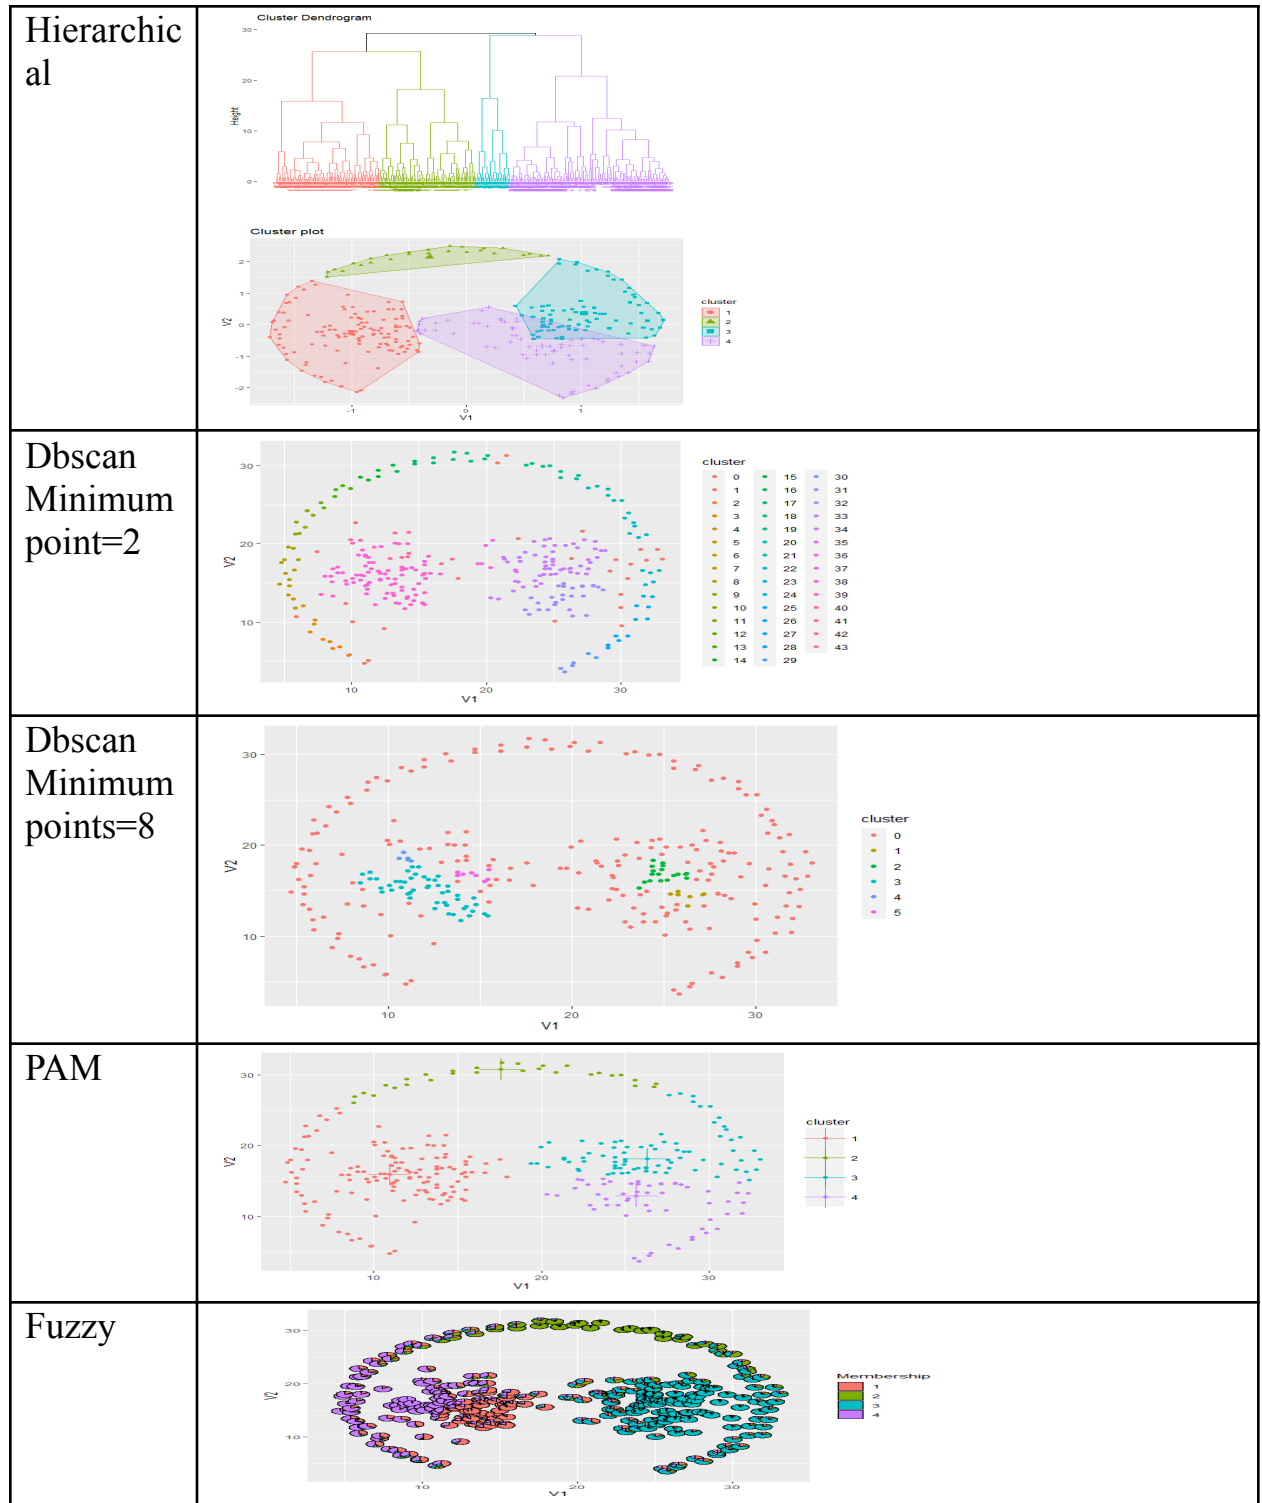 Hierarchic
al
Cluster Dendrogram
30
20
10
0
Height
Cluster plot
2
1
0
-1
-2
V2
-1 0 1
V1
cluster
1
2
3
4
Dbscan
Minimum
point=2
30
20
10
V2
10 20 30
V1
cluster
0 15 30
1 16 31
2 17 32
3 18 33
4 19 34
5 20 35
6 21 36
7 22 37
8 23 38
9 24 39
10 25 40
11 26 41
12 27 42
13 28 43
14 29
Dbscan
Minimum
points=8
30
20
10
V2
10 20 30
V1
cluster
0
1
2
3
4
5
PAM
30
20
10
V2
10 20 30
V1
cluster
1
2
3
4
Fuzzy
30
20
10
V2
10 20 30
V1
Membership
1
2
3
4